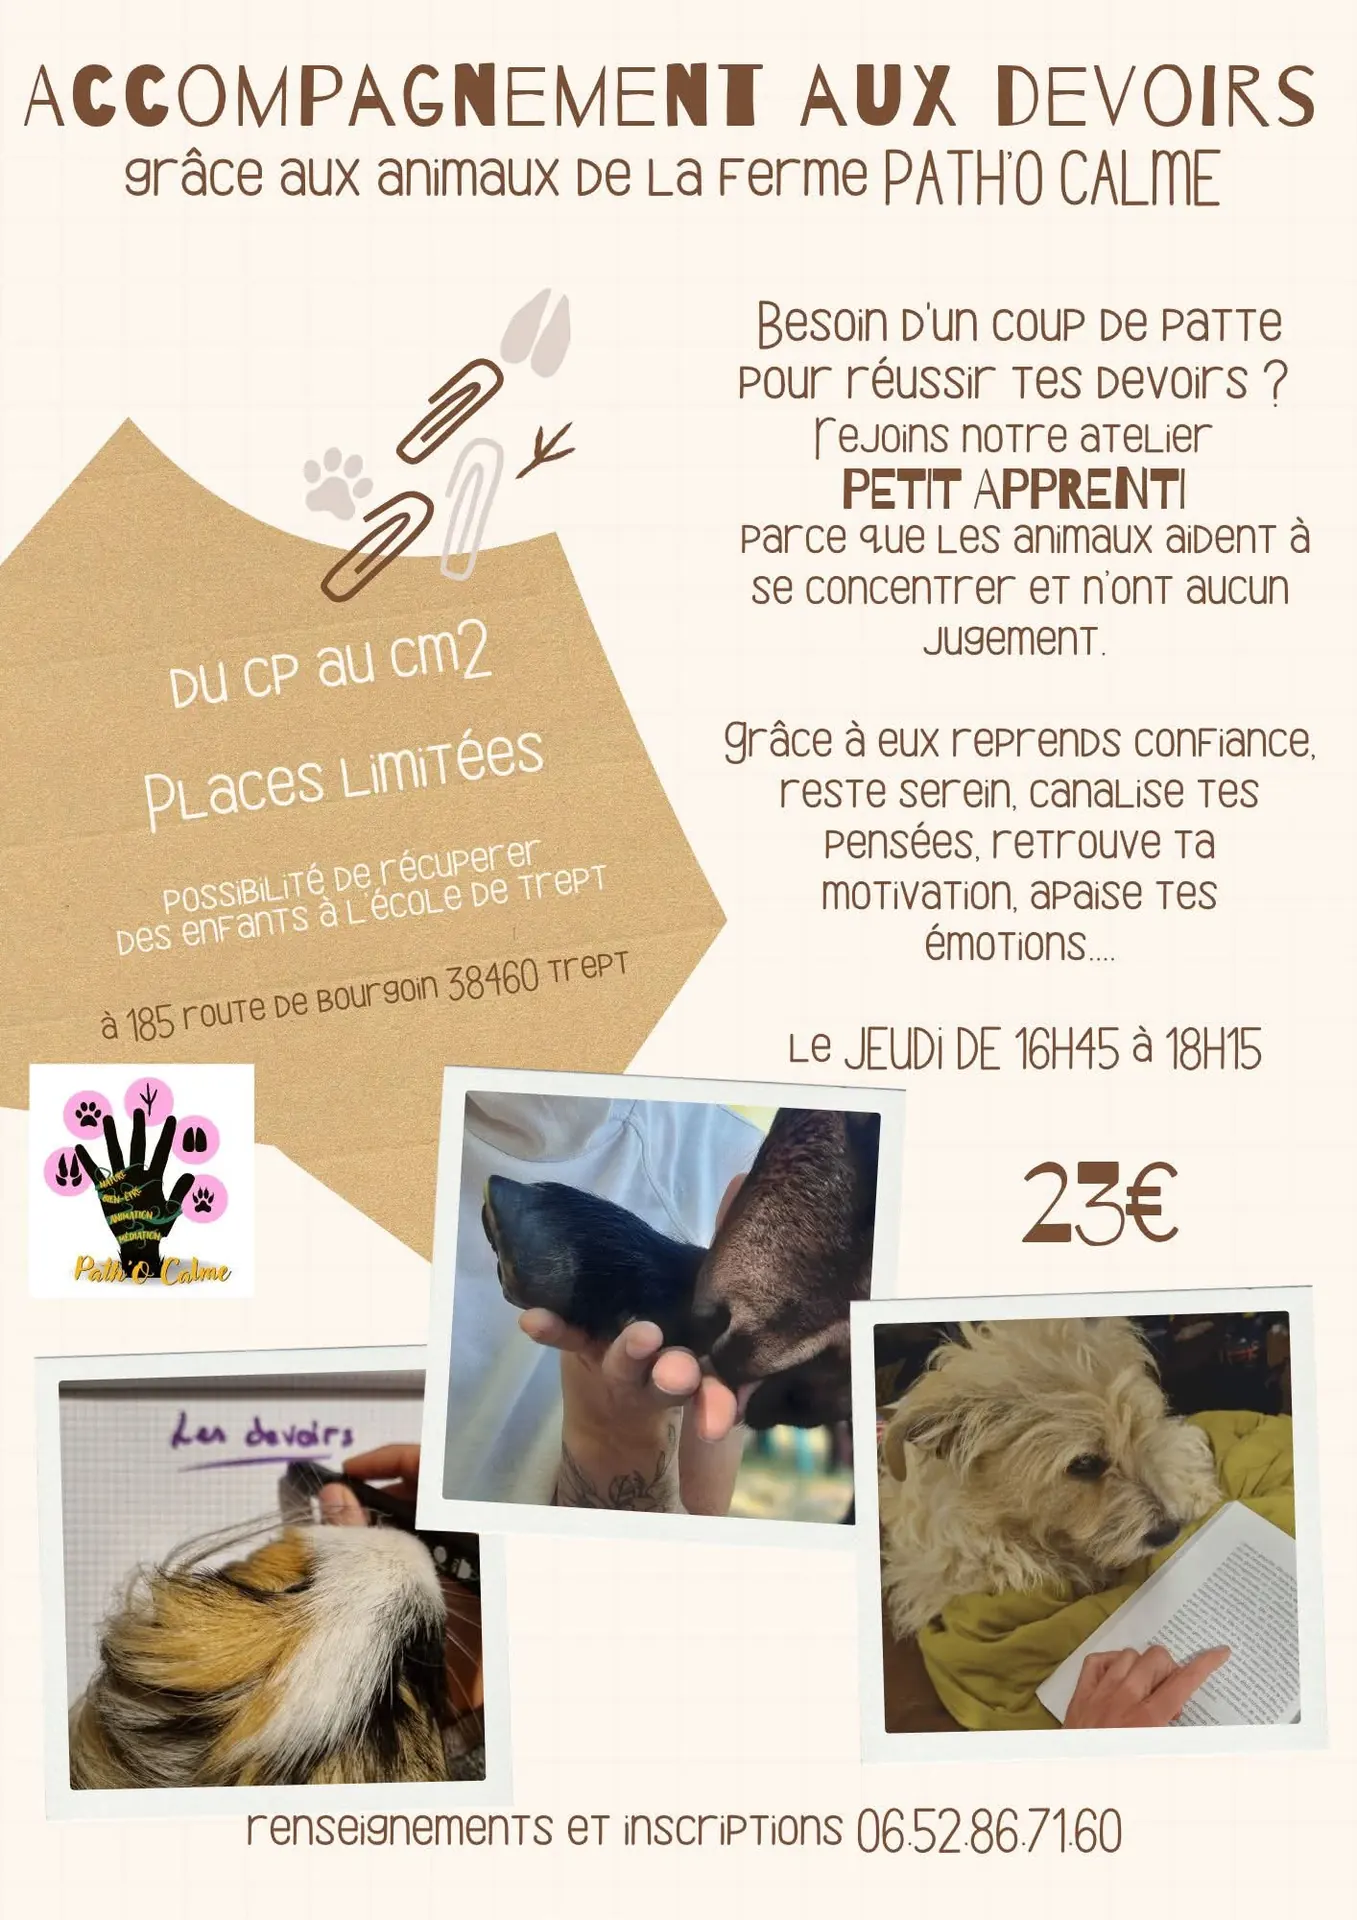 ACCOMPAGNEMENT AUX DEVOIRS
grâce aux animaux de la ferme PATH'O CALME
Besoin d'un coup de patte
pour réussir tes devoirs ?
rejoins notre atelier
PETIT APPRENTI
parce que les animaux aident à
se concentrer et n'ont aucun
jugement.
grâce à eux reprends confiance,
reste serein, canalise tes
pensées, retrouve ta
motivation, apaise tes
émotions....
Le JEUDi DE 16H45 à 18H15
23€
du cp au cm2
Places limitées
possibilité de récuperer
des enfants à l'école de trept
à 185 route de Bourgoin 38460 trept
NATURE
BIEN-ÊTRE
ANIMATION
MÉDIATION
Path'O Calme
Les devoirs
renseignements et inscriptions 06.52.86.71.60